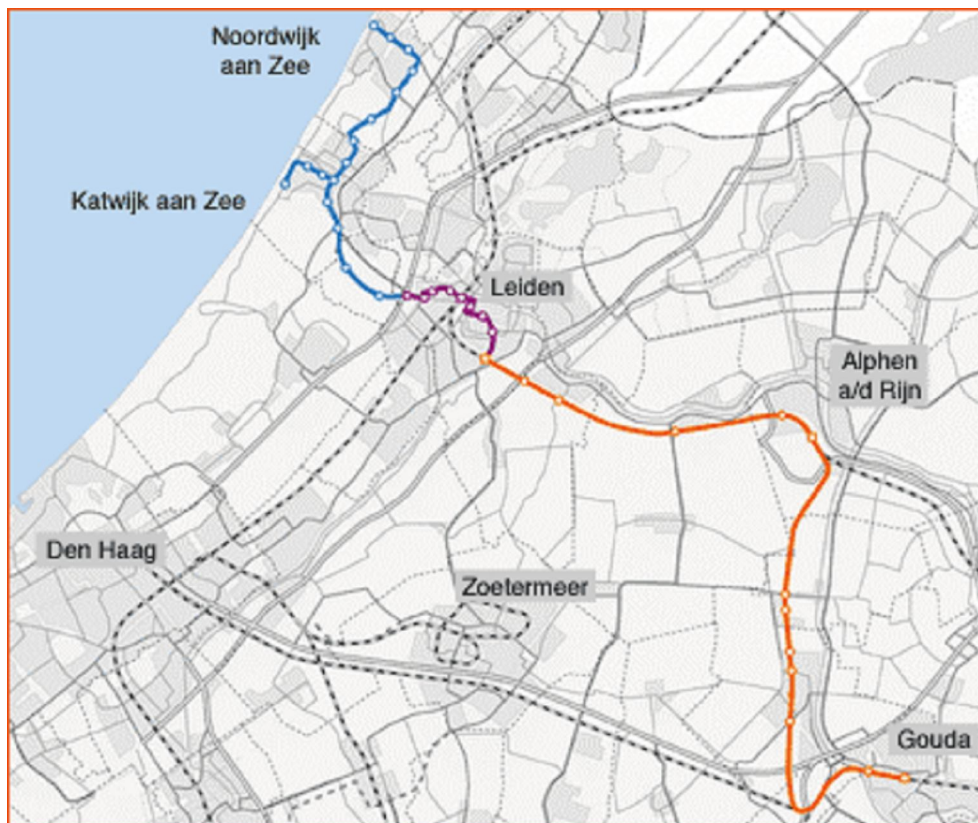 Noordwijk
aan Zee
Katwijk aan Zee
Leiden
Alphen
a/d Rijn
Den Haag
Zoetermeer
Gouda